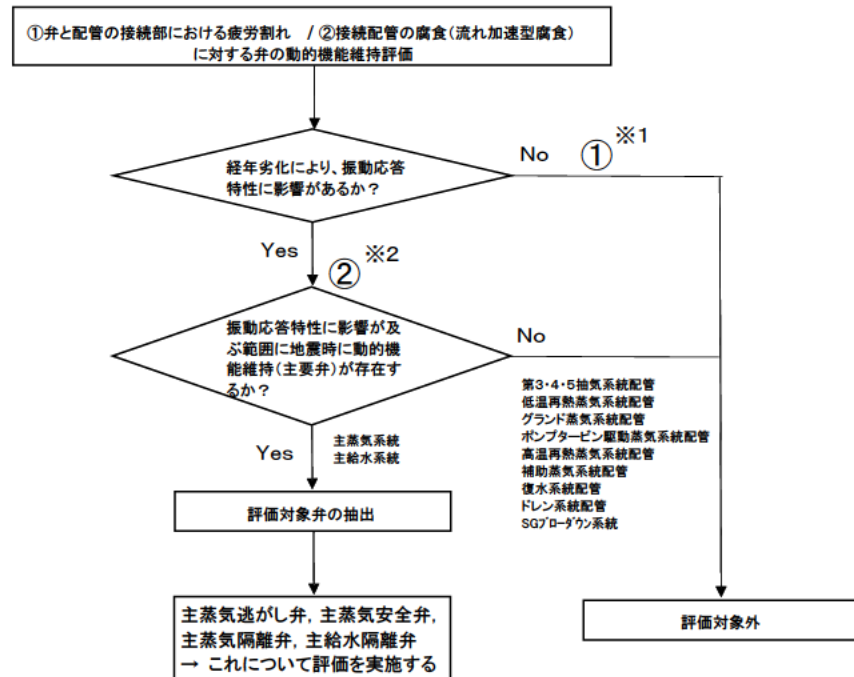 ①弁と配管の接続部における疲労割れ /②接続配管の腐食(流れ加速型腐食)
に対する弁の動的機能維持評価
経年劣化により、振動応答
特性に影響があるか？
No
①※1
Yes
②※2
振動応答特性に影響が及
ぶ範囲に地震時に動的機
能維持(主要弁)が存在す
るか？
No
第3・4・5抽気系統配管
低温再熱蒸気系統配管
グランド蒸気系統配管
ポンプタービン駆動蒸気系統配管
高温再熱蒸気系統配管
補助蒸気系統配管
復水系統配管
ドレン系統配管
SGブローダウン系統
Yes
主蒸気系統
主給水系統
評価対象弁の抽出
主蒸気逃がし弁，主蒸気安全弁，
主蒸気隔離弁，主給水隔離弁
→ これについて評価を実施する
評価対象外